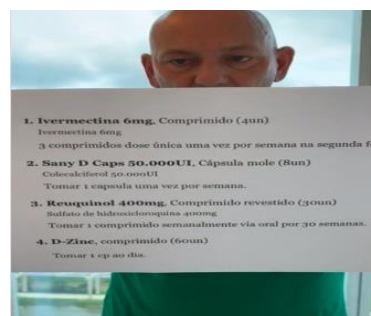 1. Ivermectina 6mg, Comprimido (4un)
Ivermectina 6mg
3 comprimidos dose única uma vez por semana na segunda f
2. Sany D Caps 50.000UI, Cápsula mole (8un)
Colecalciferol 50.000UI
Tomar 1 capsula uma vez por semana.
3. Reuquinol 400mg, Comprimido revestido (30un)
Sulfato de hidroxicloroquina 400mg
Tomar 1 comprimido semanalmente via oral por 30 semanas.
4. D-Zinc, comprimido (60un)
Tomar 1 cp ao dia.